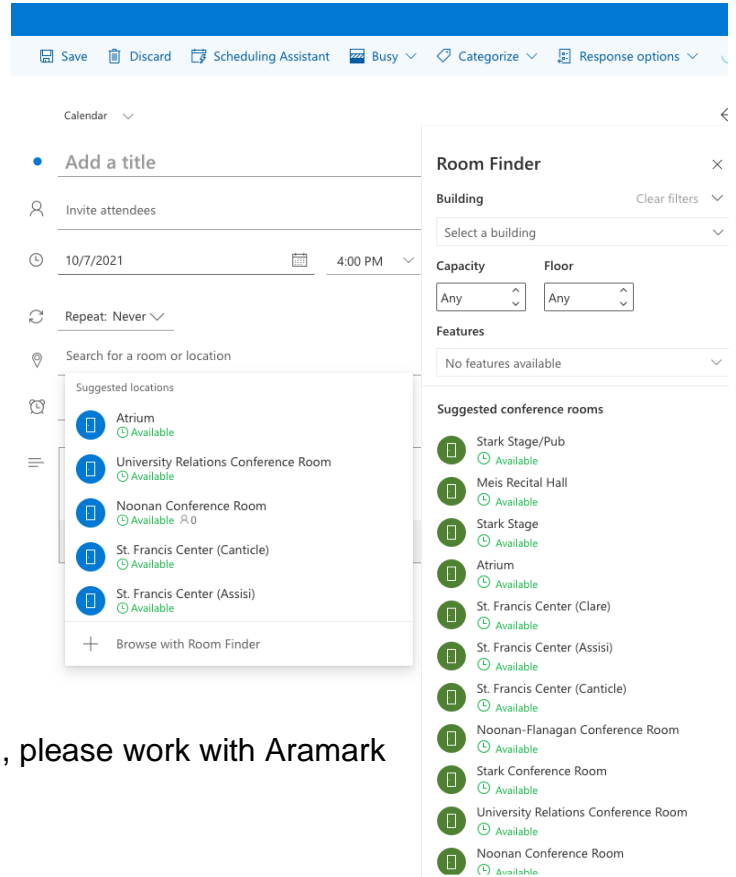 Save Discard Scheduling Assistant Busy Categorize Response options
Calendar
Add a title
Invite attendees
10/7/2021 4:00 PM
Repeat: Never
Search for a room or location
Suggested locations
Atrium
Available
University Relations Conference Room
Available
Noonan Conference Room
Available 0
St. Francis Center (Canticle)
Available
St. Francis Center (Assisi)
Available
Browse with Room Finder
, please work with Aramark
Room Finder
Building Clear filters
Select a building
Capacity Floor
Any Any
Features
No features available
Suggested conference rooms
Stark Stage/Pub
Available
Meis Recital Hall
Available
Stark Stage
Available
Atrium
Available
St. Francis Center (Clare)
Available
St. Francis Center (Assisi)
Available
St. Francis Center (Canticle)
Available
Noonan-Flanagan Conference Room
Available
Stark Conference Room
Available
University Relations Conference Room
Available
Noonan Conference Room
Available